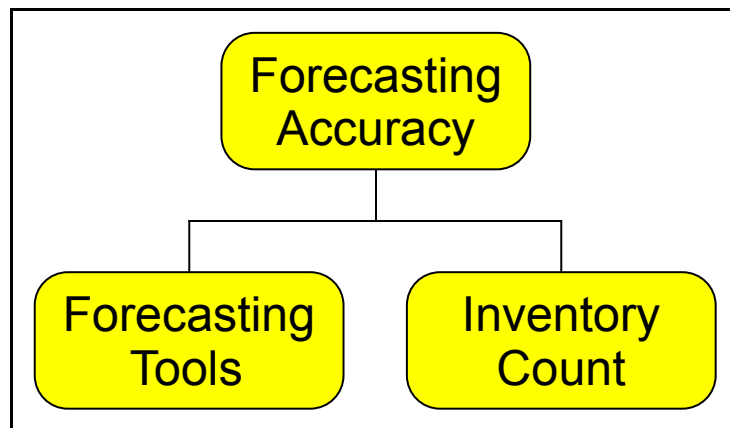 Forecasting
Accuracy
Forecasting
Tools
Inventory
Count